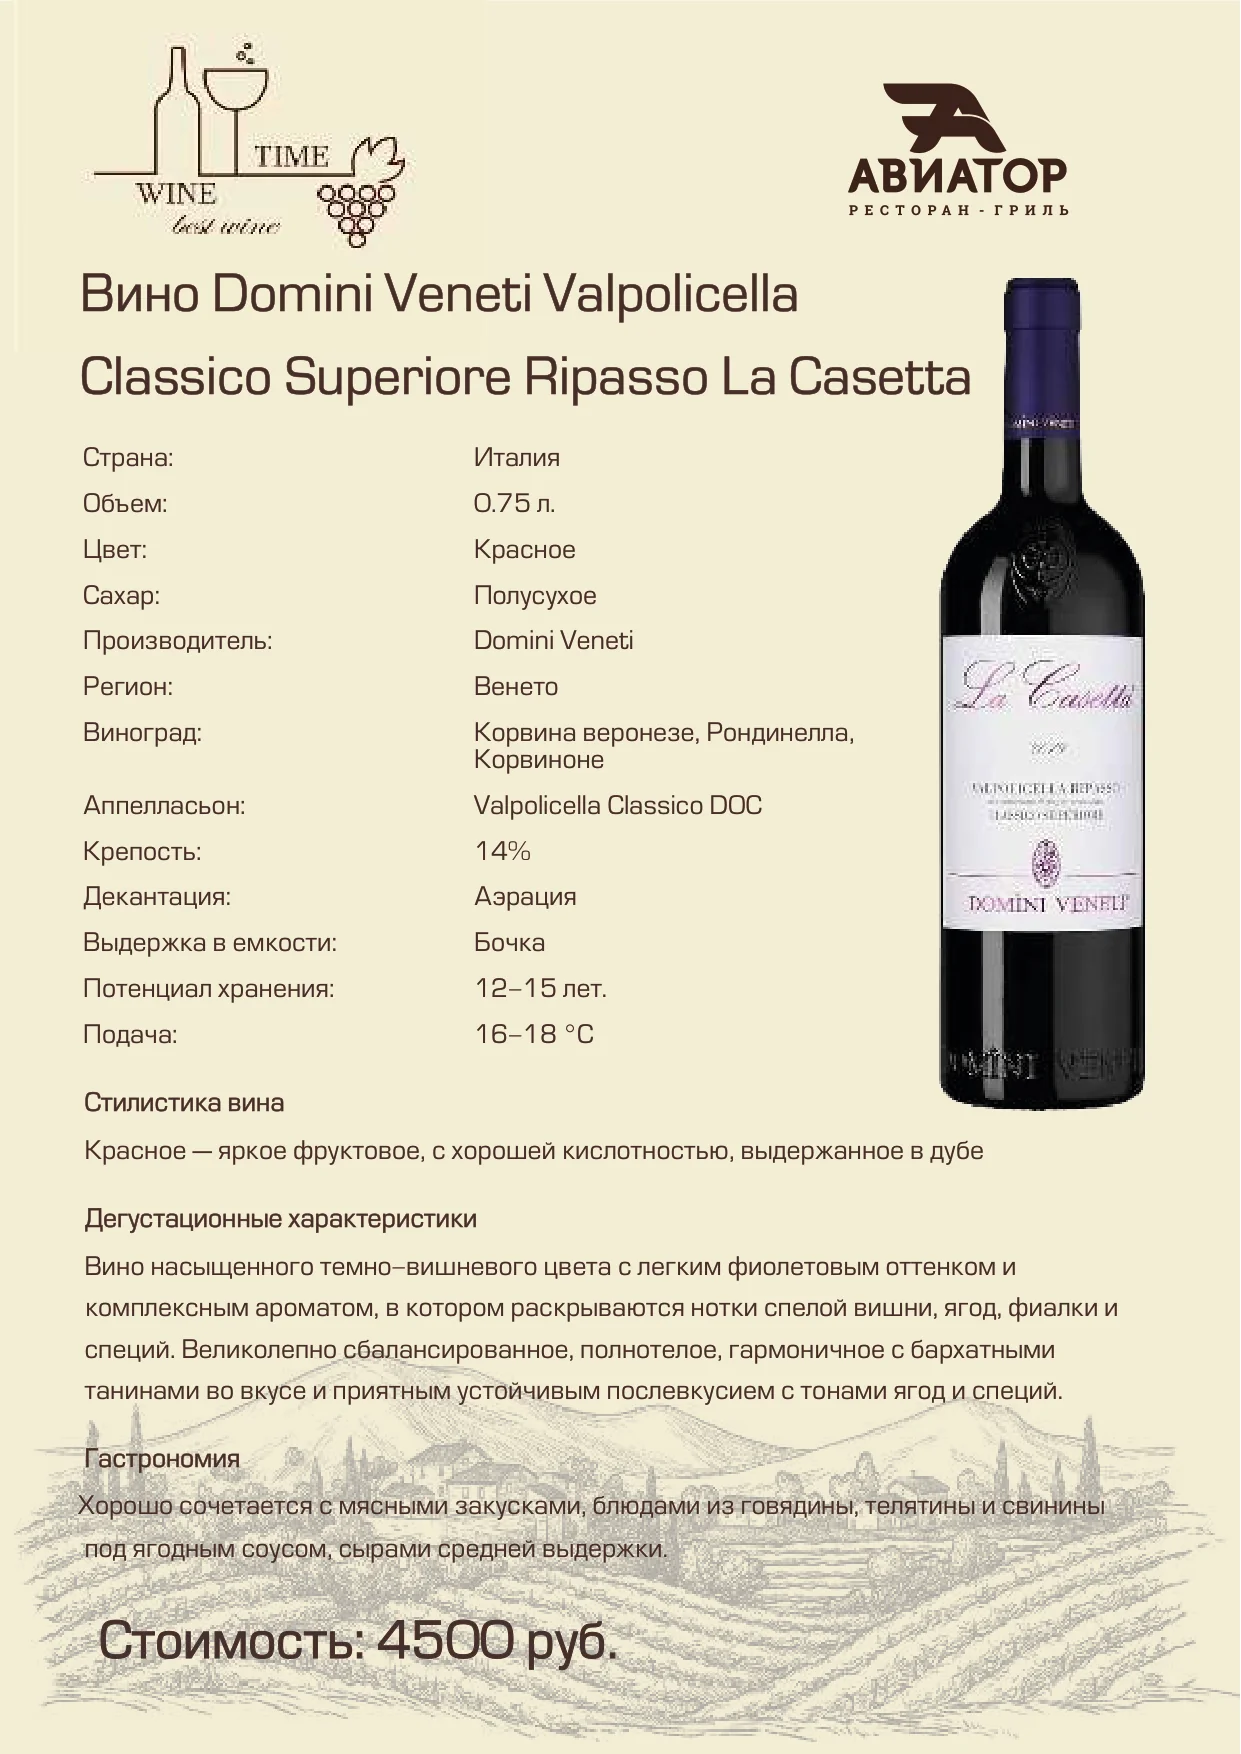 TIME
WINE
best wine
АВИАТОР
РЕСТОРАН - ГРИЛЬ
Вино Domini Veneti Valpolicella
Classico Superiore Ripasso La Casetta
Страна: Италия
Объем: 0.75 л.
Цвет: Красное
Сахар: Полусухое
Производитель: Domini Veneti
Регион: Венето
Виноград: Корвина веронезе, Рондинелла,
Корвиноне
Аппелласьон: Valpolicella Classico DOC
Крепость: 14%
Декантация: Аэрация
Выдержка в емкости: Бочка
Потенциал хранения: 12–15 лет.
Подача: 16–18 °C
DOMÌNI VENETI
La Casetta
VALPOLICELLA RIPASSO
CLASSICO SUPERIORE
DOMÌNI VENETI
DOMÌNI VENETI
Стилистика вина
Красное — яркое фруктовое, с хорошей кислотностью, выдержанное в дубе
Дегустационные характеристики
Вино насыщенного темно–вишневого цвета с легким фиолетовым оттенком и
комплексным ароматом, в котором раскрываются нотки спелой вишни, ягод, фиалки и
специй. Великолепно сбалансированное, полнотелое, гармоничное с бархатными
танинами во вкусе и приятным устойчивым послевкусием с тонами ягод и специй.
Гастрономия
Хорошо сочетается с мясными закусками, блюдами из говядины, телятины и свинины
под ягодным соусом, сырами средней выдержки.
Стоимость: 4500 руб.